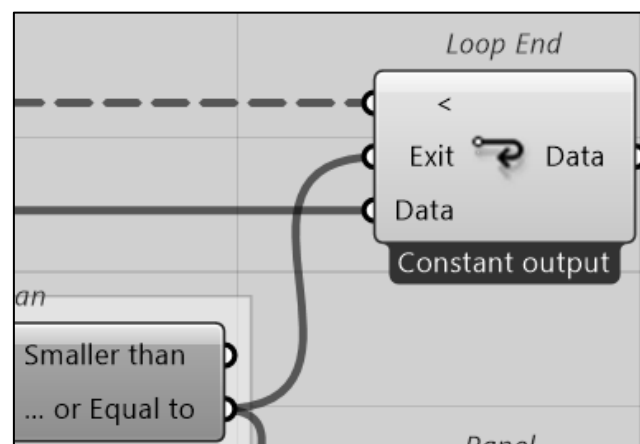 Loop End
<
Exit
Data
Data
Constant output
an
Smaller than
... or Equal to
Panel